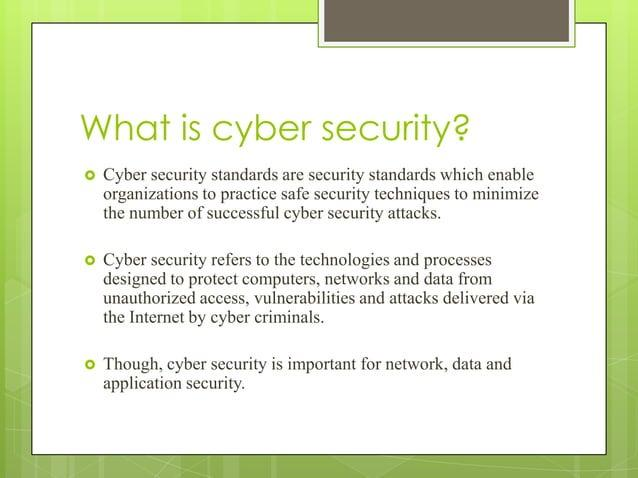 What is cyber security?
Cyber security standards are security standards which enable
organizations to practice safe security techniques to minimize
the number of successful cyber security attacks.
Cyber security refers to the technologies and processes
designed to protect computers, networks and data from
unauthorized access, vulnerabilities and attacks delivered via
the Internet by cyber criminals.
Though, cyber security is important for network, data and
application security.